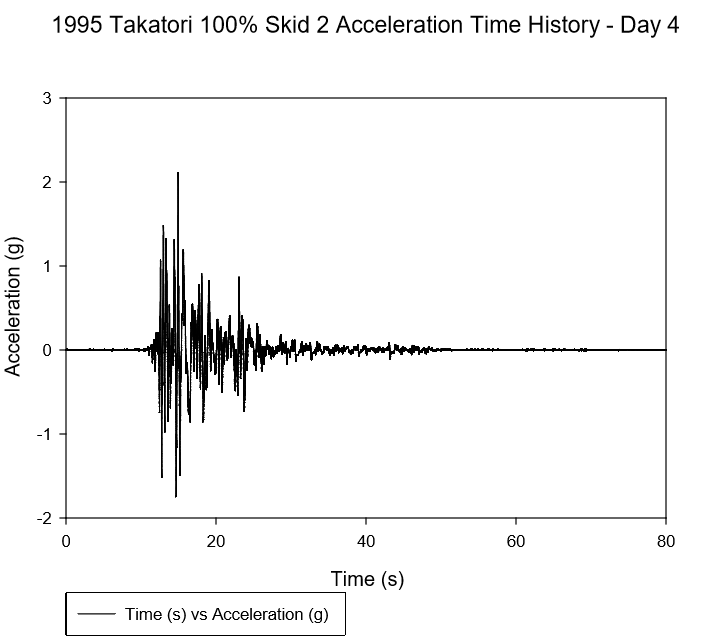 1995 Takatori 100% Skid 2 Acceleration Time History - Day 4
3
2
1
0
-1
-2
Acceleration (g)
0 20 40 60 80
Time (s)
Time (s) vs Acceleration (g)